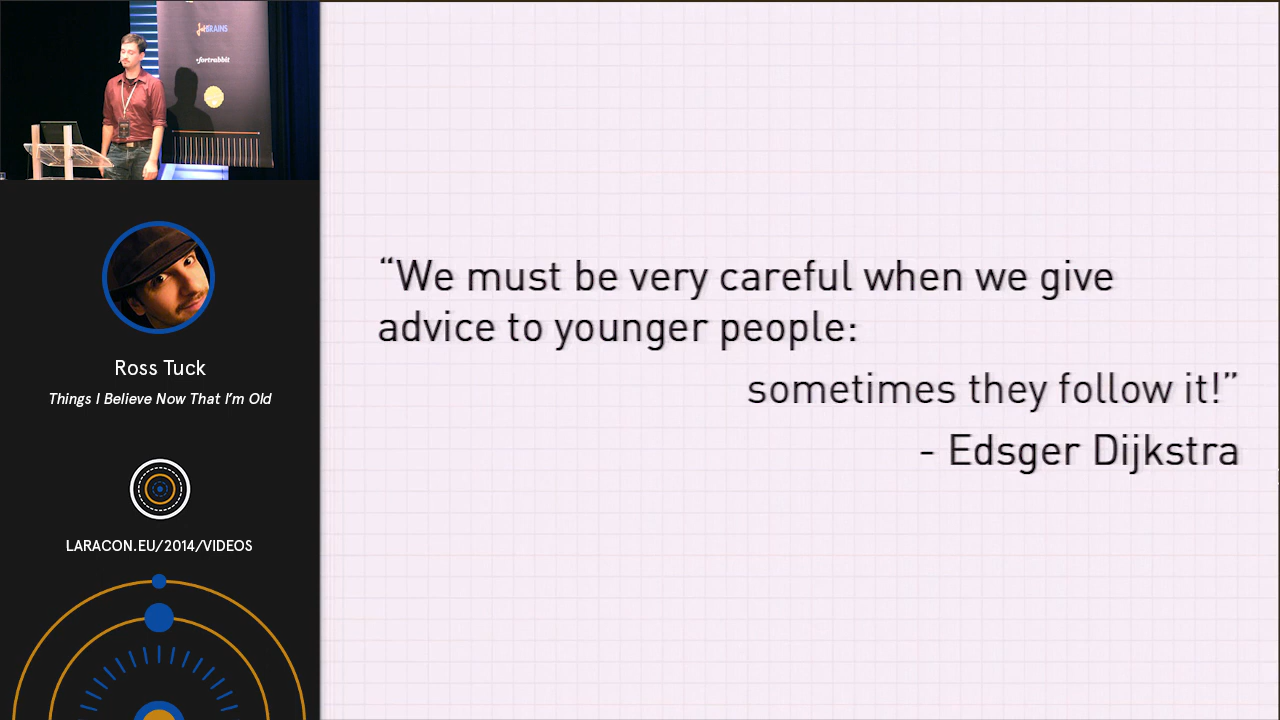 JETBRAINS
fortrabbit
Ross Tuck
Things I Believe Now That I'm Old
LARACON.EU/2014/VIDEOS
“We must be very careful when we give
advice to younger people:
sometimes they follow it!”
- Edsger Dijkstra